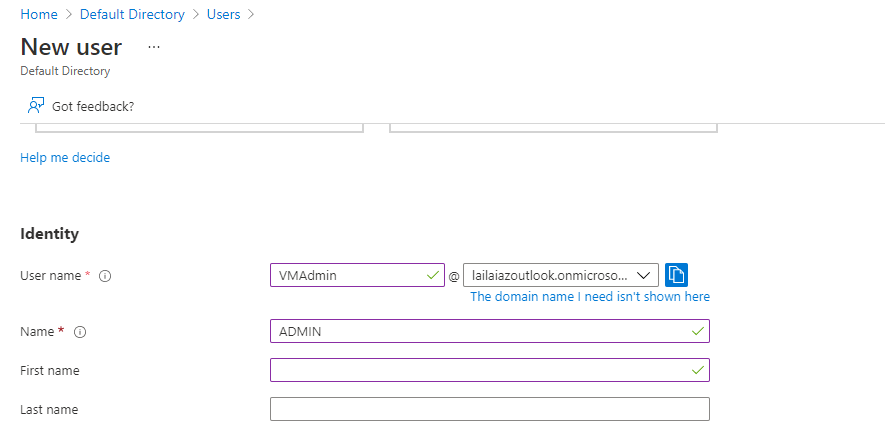 Home > Default Directory > Users >
New user ...
Default Directory
Got feedback?
Help me decide
Identity
User name * VMAdmin @ lailaiazoutlook.onmicroso...
The domain name I need isn't shown here
Name * ADMIN
First name
Last name